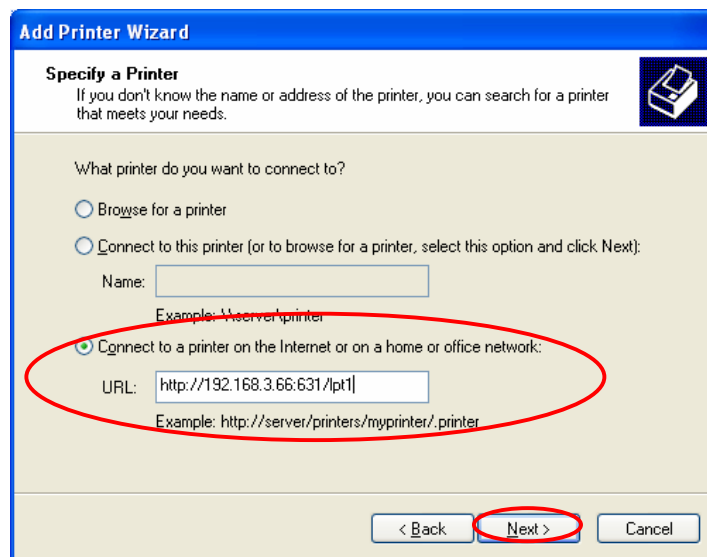 Add Printer Wizard
Specify a Printer
If you don't know the name or address of the printer, you can search for a printer
that meets your needs.
What printer do you want to connect to?
Browse for a printer
Connect to this printer (or to browse for a printer, select this option and click Next):
Name:
Example: \\server\printer
Connect to a printer on the Internet or on a home or office network:
URL: http://192.168.3.66:631/lpt1
Example: http://server/printers/myprinter/.printer
< Back Next > Cancel